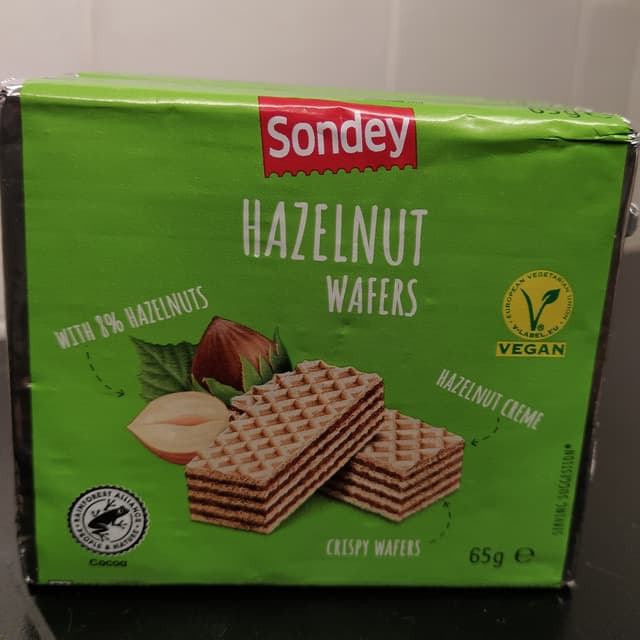 65g e
Sondey
HAZELNUT
WAFERS
WITH 8% HAZELNUTS
EUROPEAN VEGETARIAN UNION
V-LABEL.EU
VEGAN
HAZELNUT CREME
SERVING SUGGESTION*
RAINFOREST ALLIANCE
PEOPLE & NATURE
Cocoa
CRISPY WAFERS
65g e